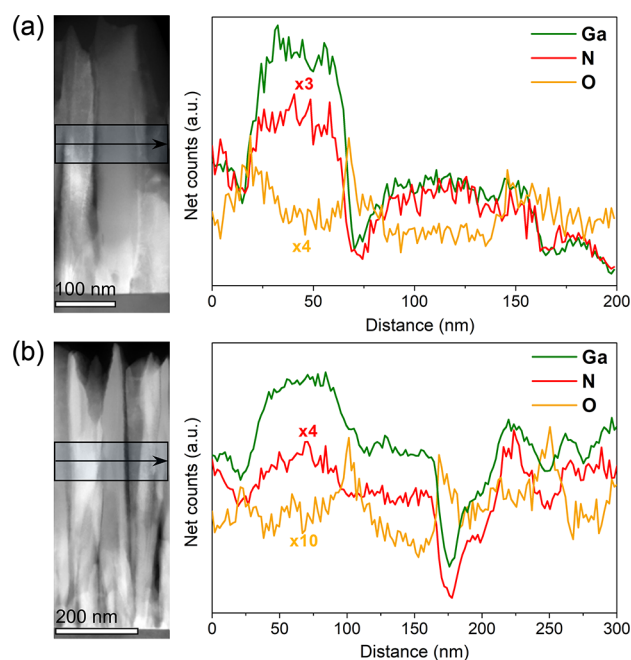 (a)
100 nm
Net counts (a.u.)
Ga
N
O
x3
x4
0
50
100
150
200
Distance (nm)
(b)
200 nm
Net counts (a.u.)
Ga
N
O
x4
x10
0
50
100
150
200
250
300
Distance (nm)